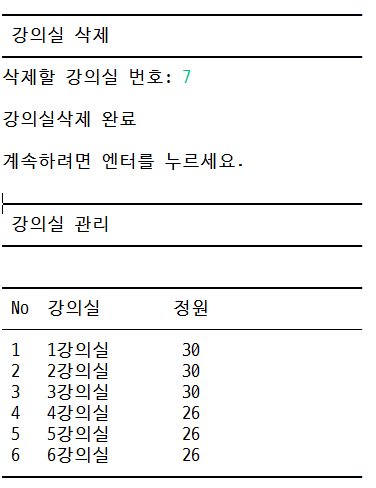 강의실 삭제
삭제할 강의실 번호: 7
강의실삭제 완료
계속하려면 엔터를 누르세요.
강의실 관리
No 강의실 정원
1 1강의실 30
2 2강의실 30
3 3강의실 30
4 4강의실 26
5 5강의실 26
6 6강의실 26